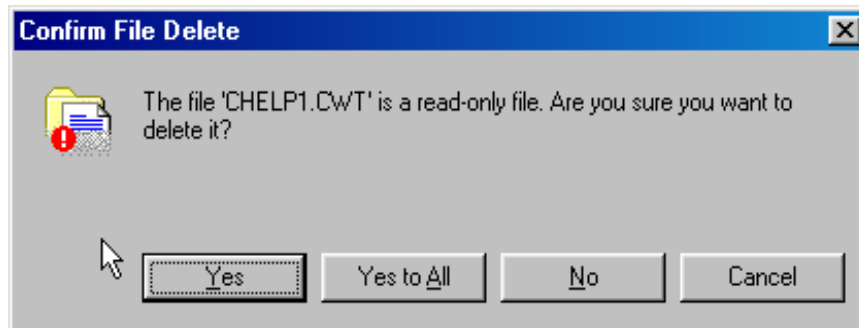 Confirm File Delete
The file 'CHELP1.CWT' is a read-only file. Are you sure you want to
delete it?
Yes Yes to All No Cancel